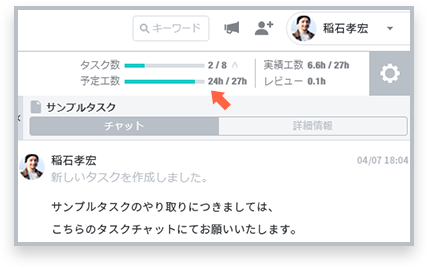 キーワード
稲石孝宏
タスク数 2 / 8
実績工数 6.6h / 27h
予定工数 24h / 27h
レビュー 0.1h
サンプルタスク
チャット
詳細情報
稲石孝宏 04/07 18:04
新しいタスクを作成しました。
サンプルタスクのやり取りにつきましては、
こちらのタスクチャットにてお願いいたします。